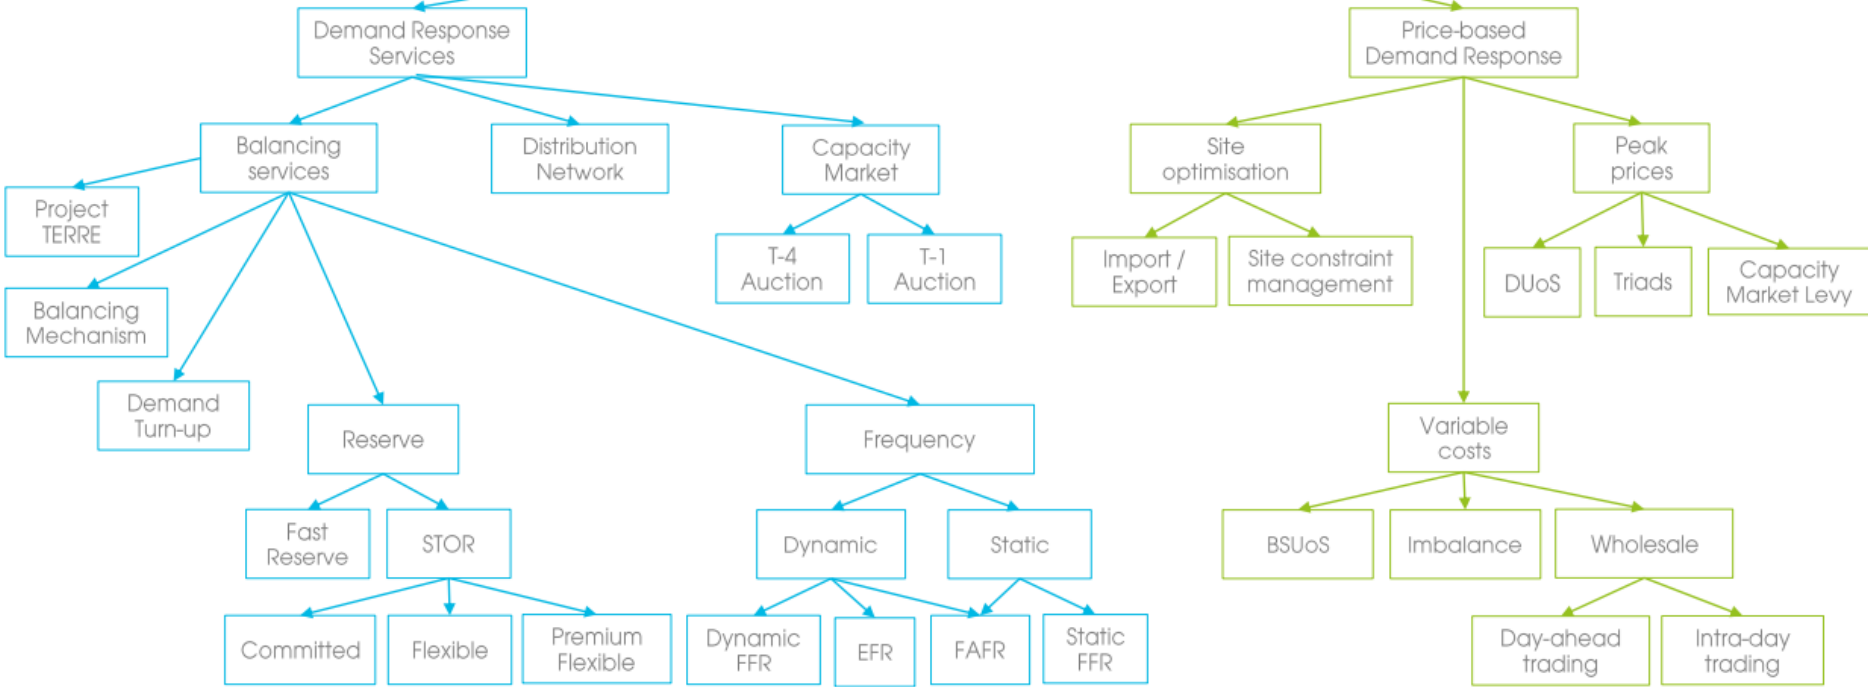 Demand Response
Services
Price-based
Demand Response
Balancing
services
Distribution
Network
Capacity
Market
Site
optimisation
Peak
prices
Project
TERRE
T-4
Auction
T-1
Auction
Import /
Export
Site constraint
management
DUoS
Triads
Capacity
Market Levy
Balancing
Mechanism
Demand
Turn-up
Reserve
Frequency
Variable
costs
Fast
Reserve
STOR
Dynamic
Static
BSUoS
Imbalance
Wholesale
Committed
Flexible
Premium
Flexible
Dynamic
FFR
EFR
FAFR
Static
FFR
Day-ahead
trading
Intra-day
trading